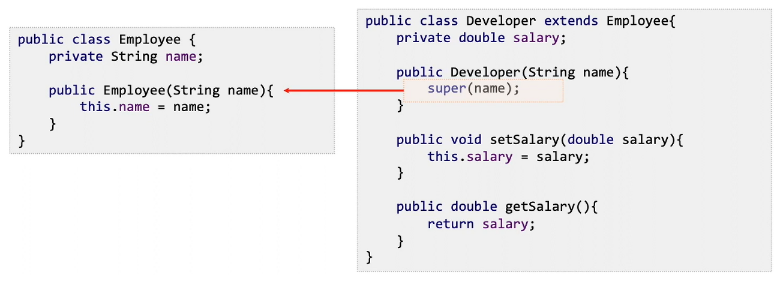 public class Employee {
private String name;
public Employee(String name){
this.name = name;
}
}
public class Developer extends Employee{
private double salary;
public Developer(String name){
super(name);
}
public void setSalary(double salary){
this.salary = salary;
}
public double getSalary(){
return salary;
}
}